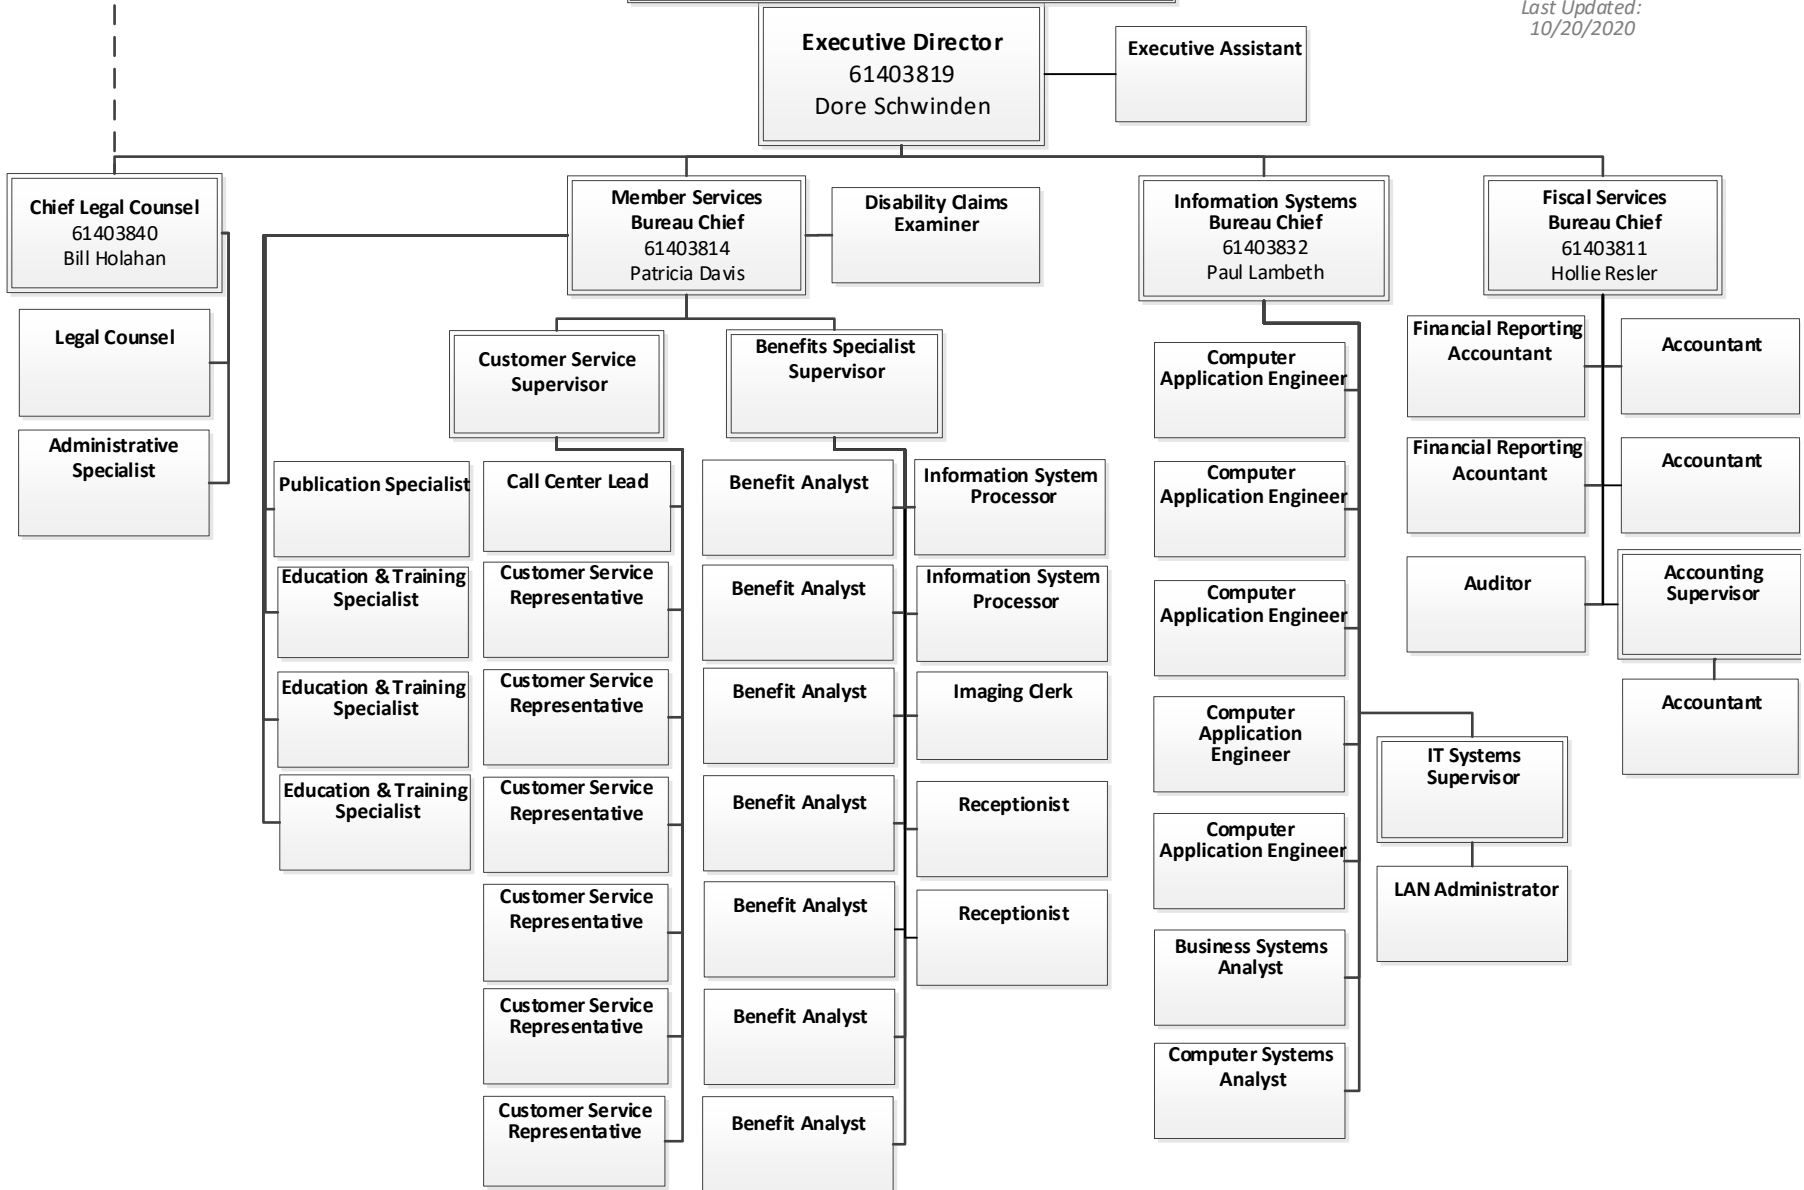 Last Updated:
10/20/2020
Executive Director
61403819
Dore Schwinden
Executive Assistant
Chief Legal Counsel
61403840
Bill Holahan
Member Services
Bureau Chief
61403814
Patricia Davis
Disability Claims
Examiner
Information Systems
Bureau Chief
61403832
Paul Lambeth
Fiscal Services
Bureau Chief
61403811
Hollie Resler
Legal Counsel
Administrative
Specialist
Customer Service
Supervisor
Benefits Specialist
Supervisor
Publication Specialist
Education & Training
Specialist
Education & Training
Specialist
Education & Training
Specialist
Call Center Lead
Customer Service
Representative
Customer Service
Representative
Customer Service
Representative
Customer Service
Representative
Customer Service
Representative
Customer Service
Representative
Benefit Analyst
Benefit Analyst
Benefit Analyst
Benefit Analyst
Benefit Analyst
Benefit Analyst
Benefit Analyst
Information System
Processor
Information System
Processor
Imaging Clerk
Receptionist
Receptionist
Computer
Application Engineer
Computer
Application Engineer
Computer
Application Engineer
Computer
Application
Engineer
Computer
Application Engineer
Business Systems
Analyst
Computer Systems
Analyst
IT Systems
Supervisor
LAN Administrator
Financial Reporting
Accountant
Financial Reporting
Acountant
Auditor
Accountant
Accountant
Accounting
Supervisor
Accountant